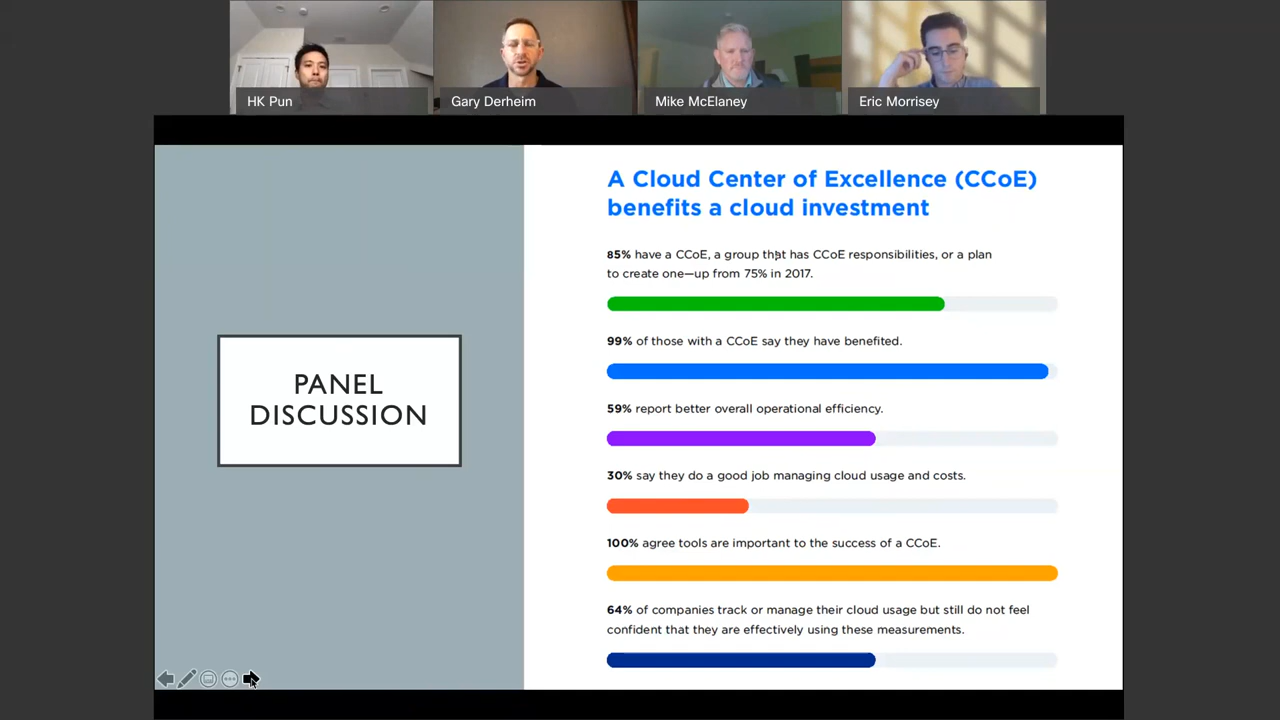 HK Pun
Gary Derheim
Mike McElaney
Eric Morrisey
PANEL
DISCUSSION
A Cloud Center of Excellence (CCoE)
benefits a cloud investment
85% have a CCoE, a group that has CCoE responsibilities, or a plan
to create one—up from 75% in 2017.
99% of those with a CCoE say they have benefited.
59% report better overall operational efficiency.
30% say they do a good job managing cloud usage and costs.
100% agree tools are important to the success of a CCoE.
64% of companies track or manage their cloud usage but still do not feel
confident that they are effectively using these measurements.